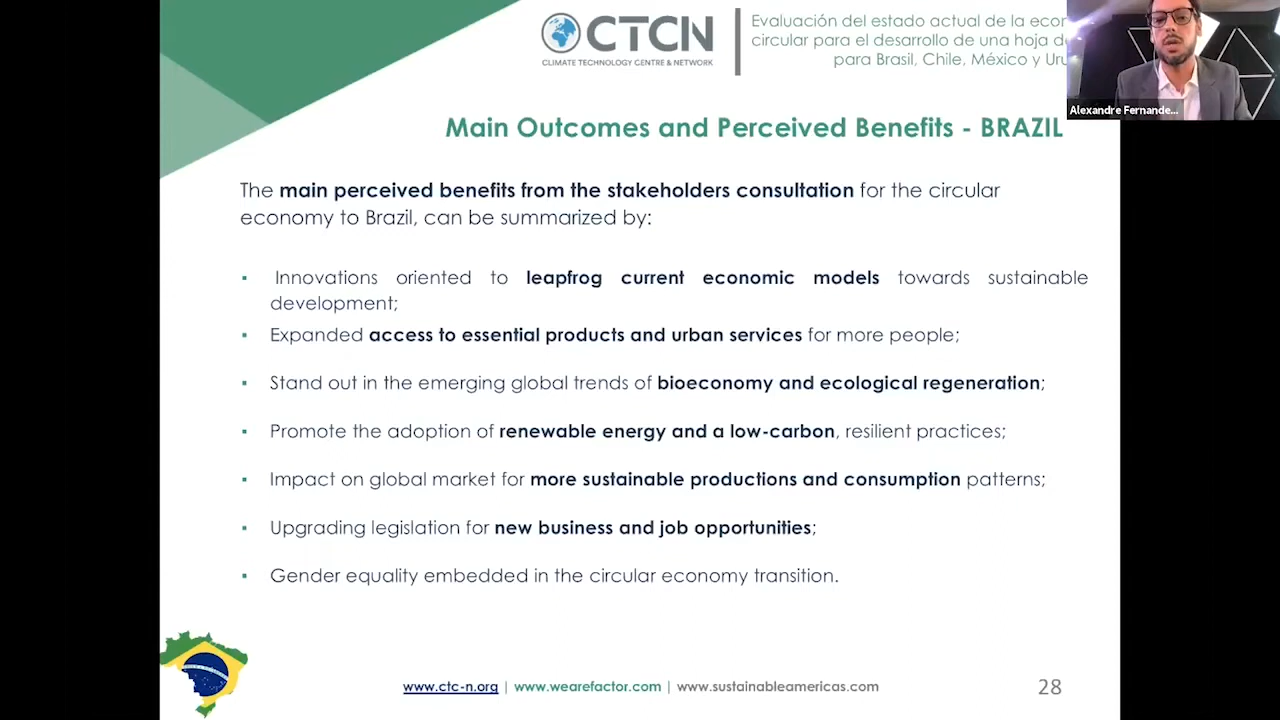 CTCN
CLIMATE TECHNOLOGY CENTRE & NETWORK
Evaluación del estado actual de la
circular para el desarrollo de una hoja
para Brasil, Chile, México y
Alexandre Fernande...
Main Outcomes and Perceived Benefits - BRAZIL
The main perceived benefits from the stakeholders consultation for the circular
economy to Brazil, can be summarized by:
▪ Innovations oriented to leapfrog current economic models towards sustainable
development;
▪ Expanded access to essential products and urban services for more people;
▪ Stand out in the emerging global trends of bioeconomy and ecological regeneration;
▪ Promote the adoption of renewable energy and a low-carbon, resilient practices;
▪ Impact on global market for more sustainable productions and consumption patterns;
▪ Upgrading legislation for new business and job opportunities;
▪ Gender equality embedded in the circular economy transition.
www.ctc-n.org | www.wearefactor.com | www.sustainableamericas.com
28